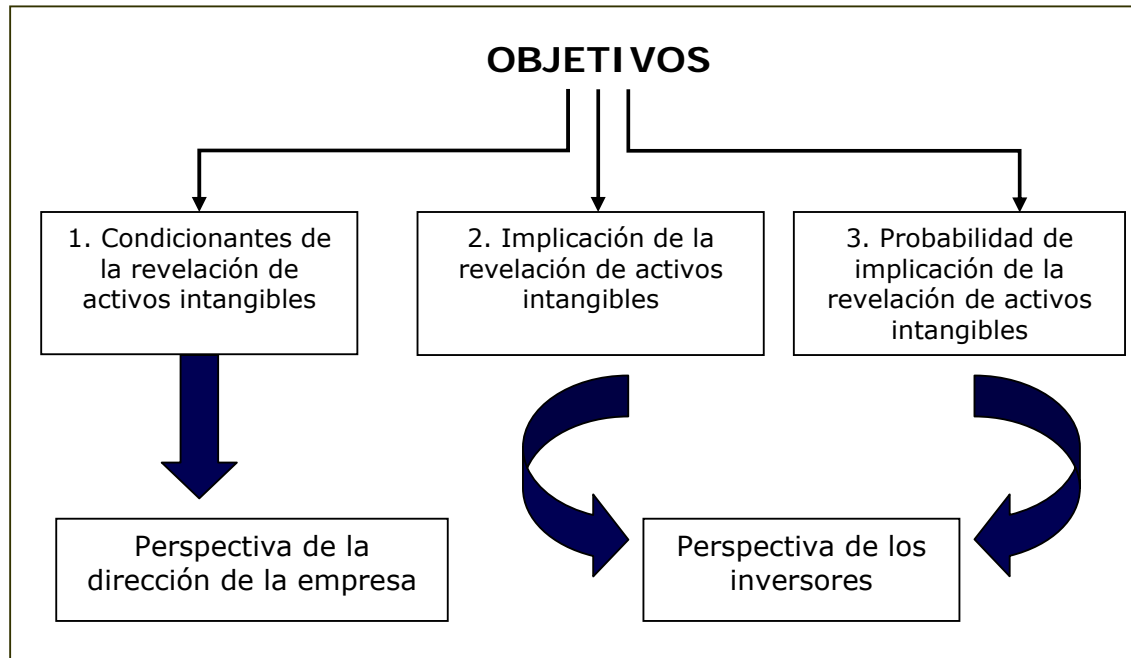 OBJETIVOS
1. Condicionantes de
la revelación de
activos intangibles
2. Implicación de la
revelación de activos
intangibles
3. Probabilidad de
implicación de la
revelación de activos
intangibles
Perspectiva de la
dirección de la empresa
Perspectiva de los
inversores